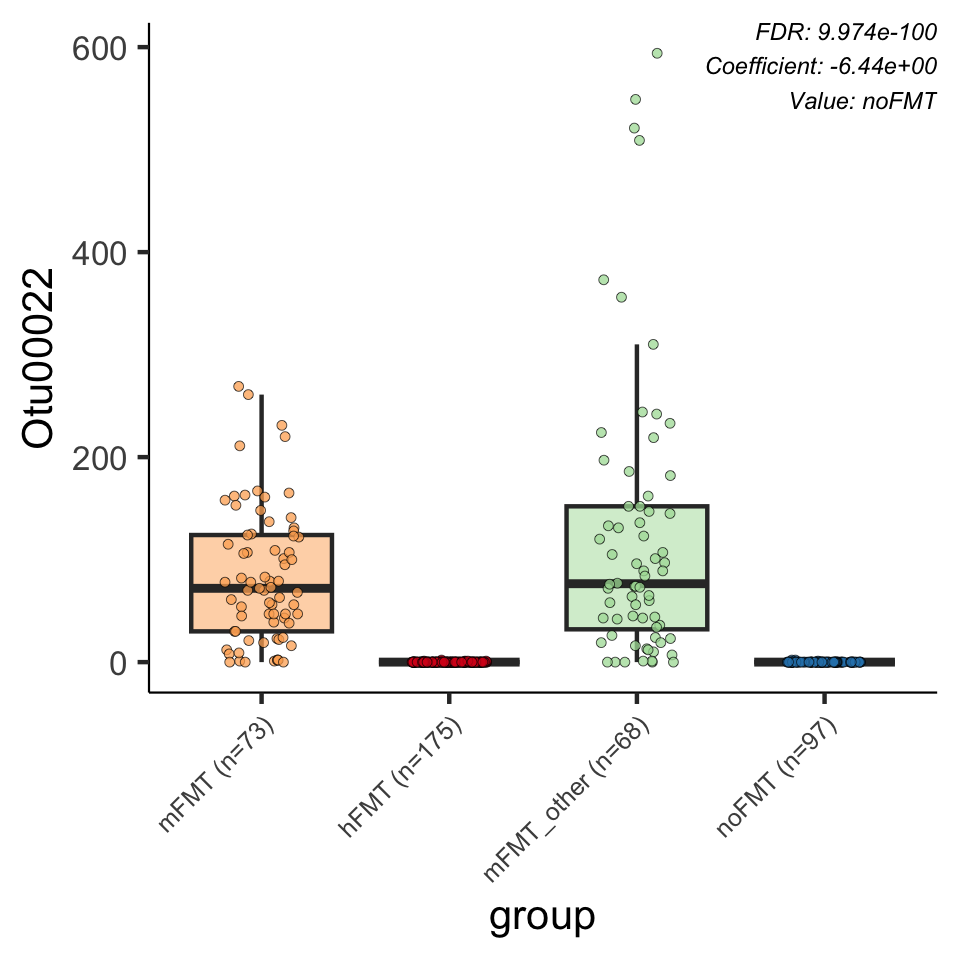 FDR: 9.974e-100
Coefficient: -6.44e+00
Value: noFMT
600
400
200
0
Otu00022
mFMT (n=73)
hFMT (n=175)
mFMT_other (n=68)
noFMT (n=97)
group